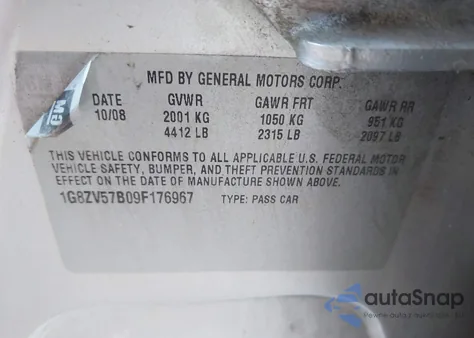 MFD BY GENERAL MOTORS CORP.
DATE GVWR GAWR FRT GAWR RR
10/08 2001 KG 1050 KG 951 KG
4412 LB 2315 LB 2097 LB
THIS VEHICLE CONFORMS TO ALL APPLICABLE U.S. FEDERAL MOTOR
VEHICLE SAFETY, BUMPER, AND THEFT PREVENTION STANDARDS IN
EFFECT ON THE DATE OF MANUFACTURE SHOWN ABOVE.
1G8ZV57B09F176967 TYPE: PASS CAR
autoSnap